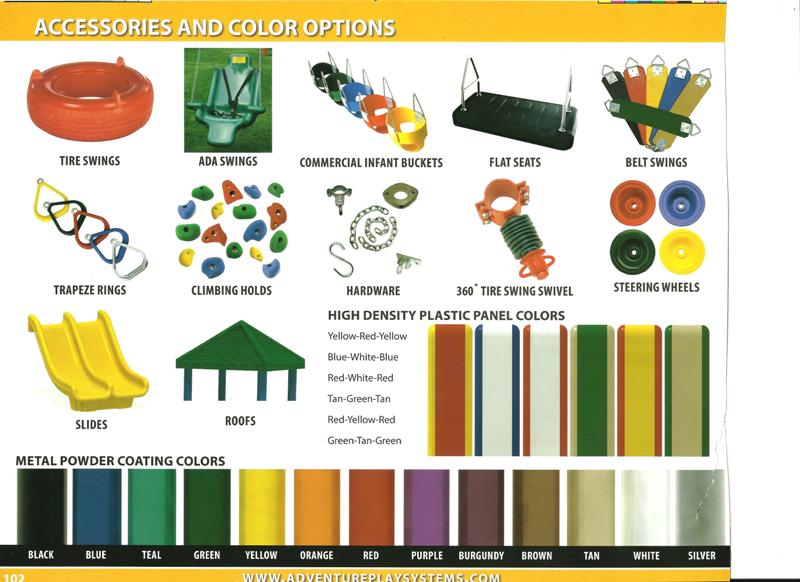 ACCESSORIES AND COLOR OPTIONS
TIRE SWINGS
ADA SWINGS
COMMERCIAL INFANT BUCKETS
FLAT SEATS
BELT SWINGS
TRAPEZE RINGS
CLIMBING HOLDS
HARDWARE
360° TIRE SWING SWIVEL
STEERING WHEELS
SLIDES
ROOFS
HIGH DENSITY PLASTIC PANEL COLORS
Yellow-Red-Yellow
Blue-White-Blue
Red-White-Red
Tan-Green-Tan
Red-Yellow-Red
Green-Tan-Green
METAL POWDER COATING COLORS
BLACK
BLUE
TEAL
GREEN
YELLOW
ORANGE
RED
PURPLE
BURGUNDY
BROWN
TAN
WHITE
SILVER
102
WWW.ADVENTUREPLAYSYSTEMS.COM